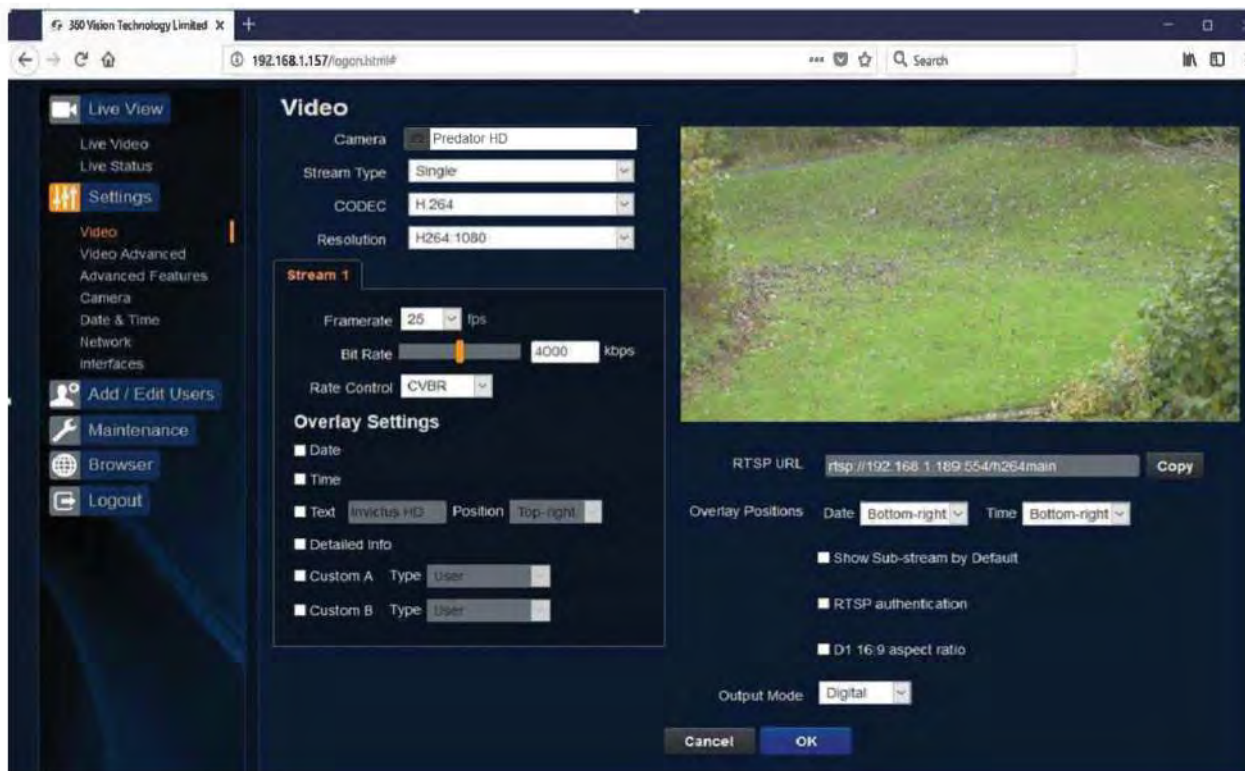 360 Vision Technology Limited
192.168.1.157/logon.html#
Search
Live View
Live Video
Live Status
Settings
Video
Video Advanced
Advanced Features
Camera
Date & Time
Network
Interfaces
Add / Edit Users
Maintenance
Browser
Logout
Video
Camera Predator HD
Stream Type Single
CODEC H.264
Resolution H264:1080
Stream 1
Framerate 25 fps
Bit Rate 4000 kbps
Rate Control CVBR
Overlay Settings
Date
Time
Text Invictus HD Position Top-right
Detailed Info
Custom A Type User
Custom B Type User
RTSP URL rtsp://192.168.1.189:554/h264main Copy
Overlay Positions Date Bottom-right Time Bottom-right
Show Sub-stream by Default
RTSP authentication
D1 16:9 aspect ratio
Output Mode Digital
Cancel OK